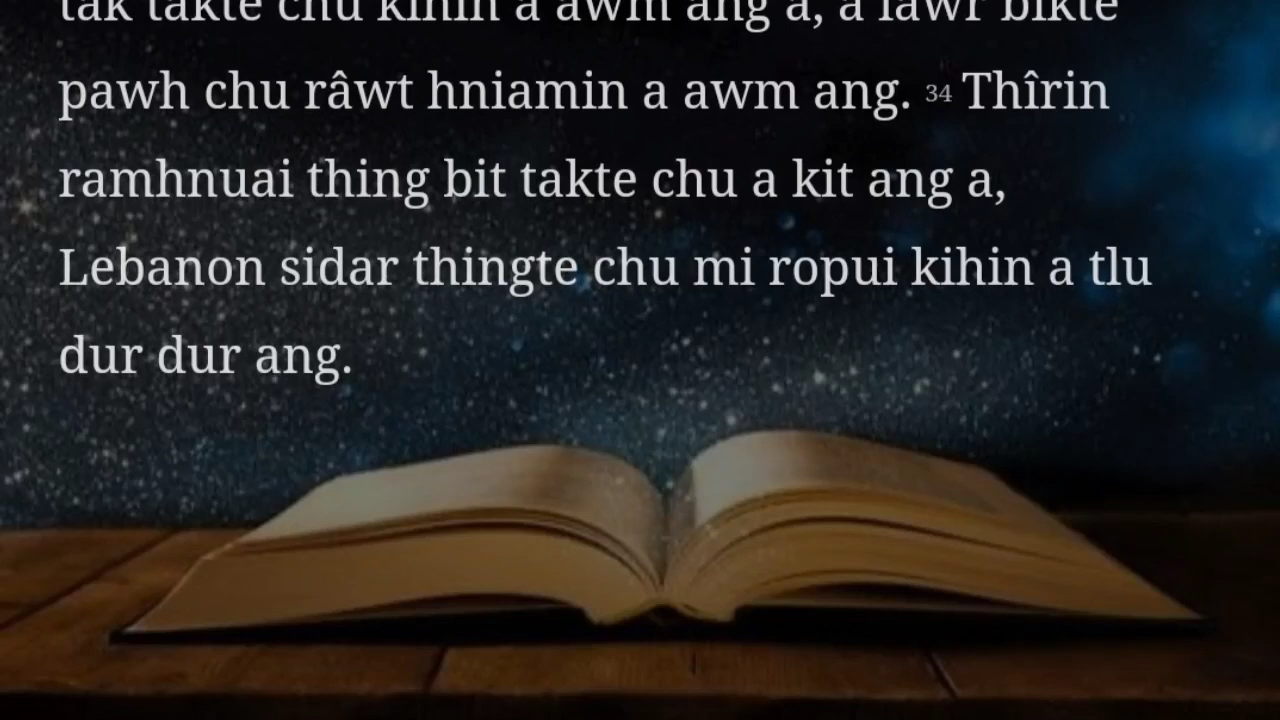 tak takte chu kihin a awm ang a, a lâwr bikte
pawh chu râwt hniamin a awm ang. 34 Thîrin
ramhnuai thing bit takte chu a kit ang a,
Lebanon sidar thingte chu mi ropui kihin a tlu
dur dur ang.